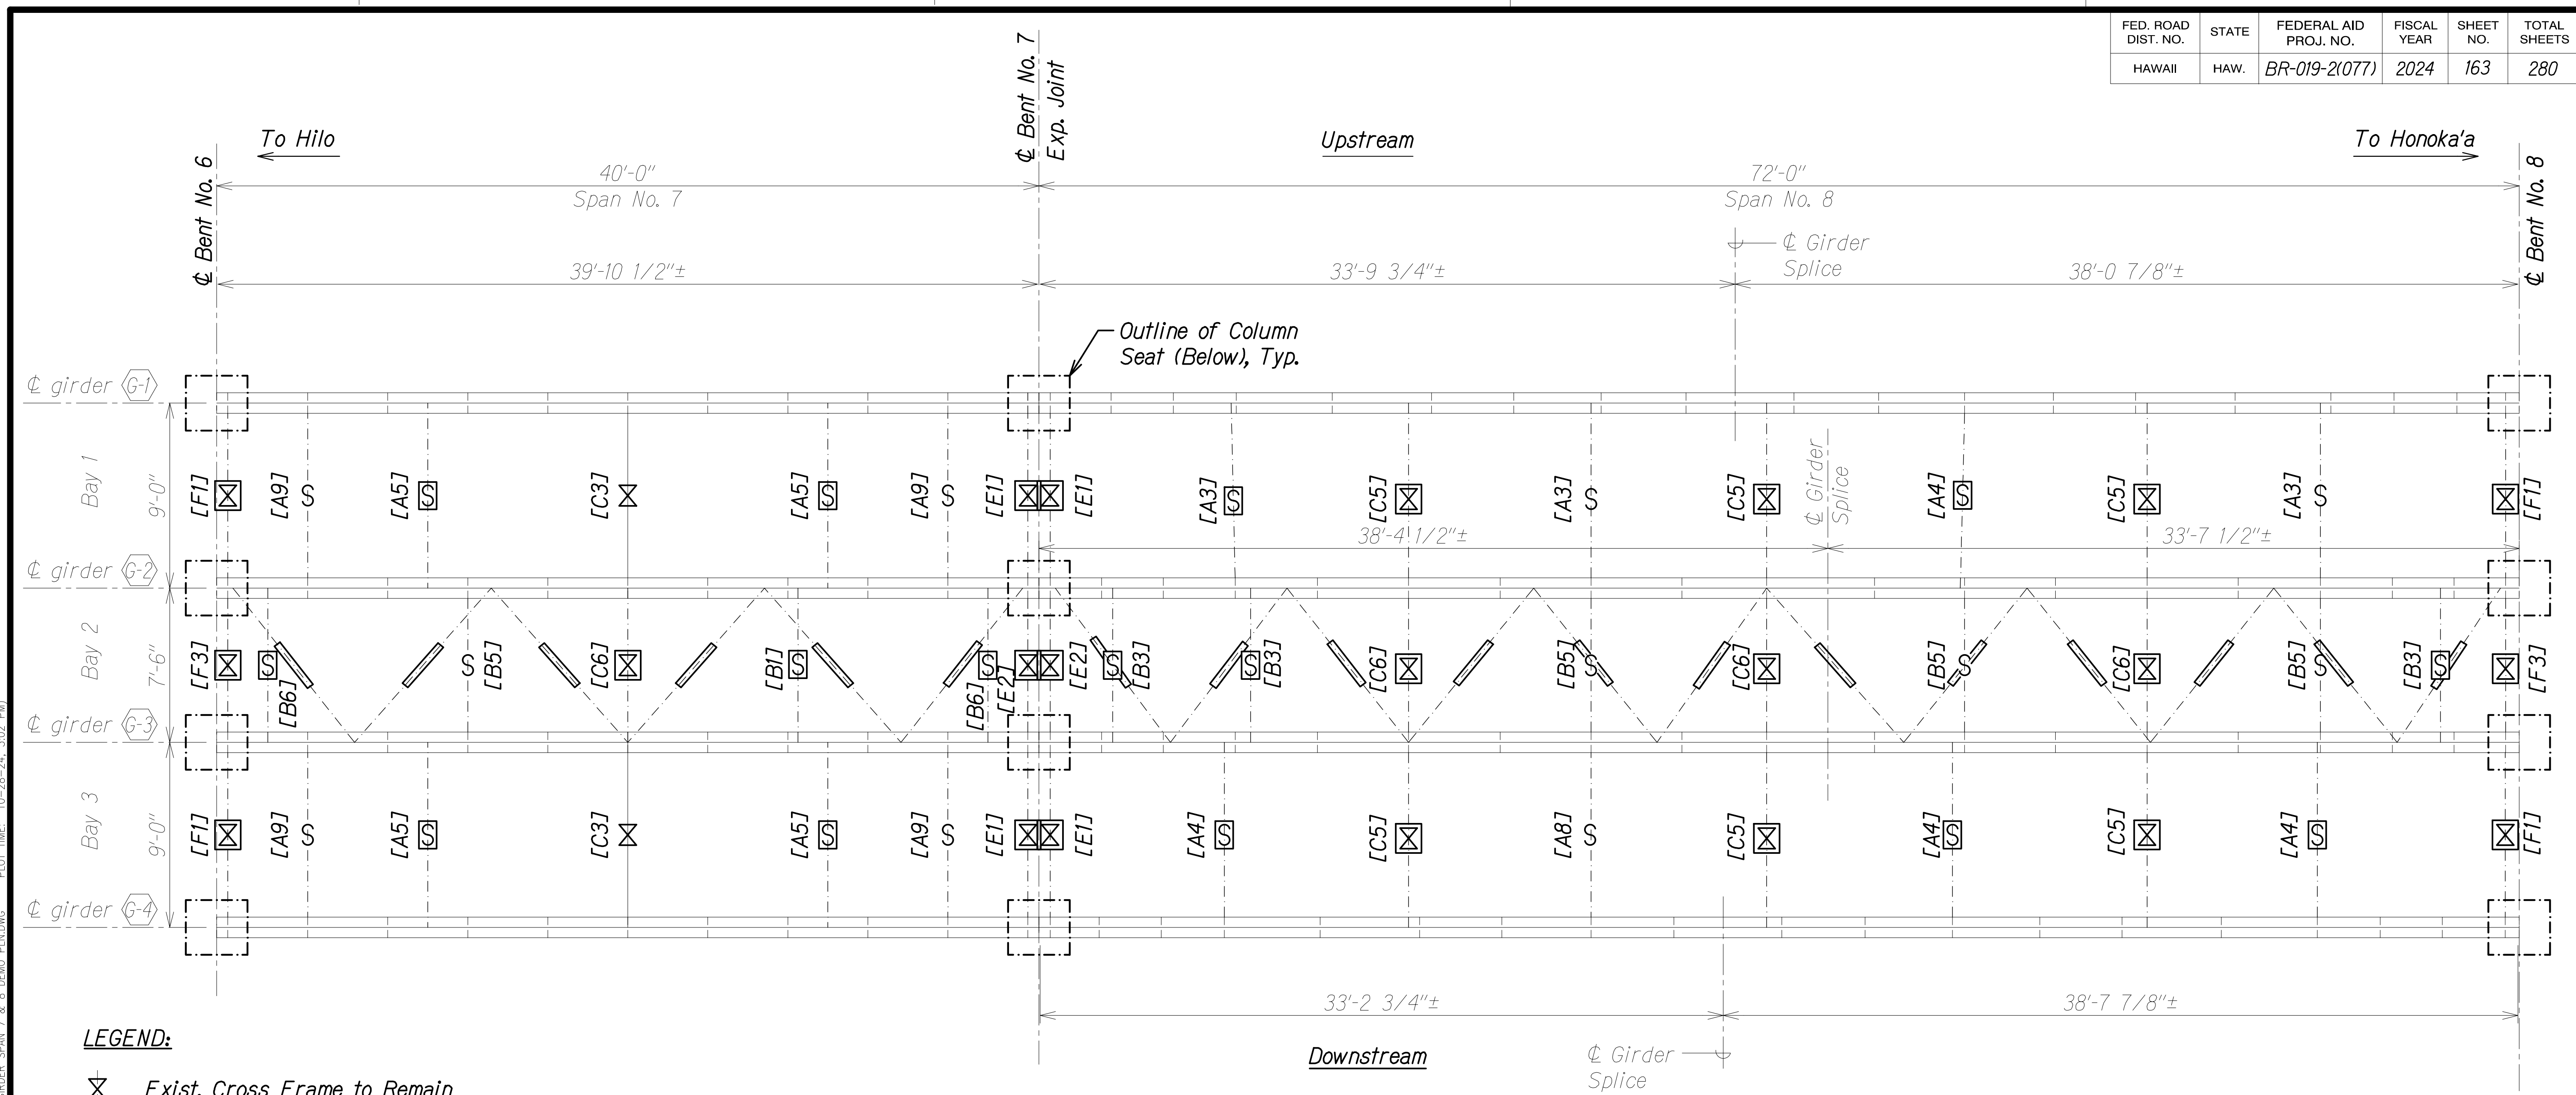 FED. ROAD DIST. NO. STATE FEDERAL AID PROJ. NO. FISCAL YEAR SHEET NO. TOTAL SHEETS
HAWAII HAW. BR-019-2(077) 2024 163 280
To Hilo
Upstream
To Honoka'a
℄ Bent No. 6
℄ Bent No. 7
Exp. Joint
℄ Bent No. 8
40'-0"
Span No. 7
72'-0"
Span No. 8
℄ Girder
Splice
39'-10 1/2"±
33'-9 3/4"±
38'-0 7/8"±
Outline of Column
Seat (Below), Typ.
℄ girder G-1
Bay 1
9'-0"
[F1] [A9] S [A5] S [C3] [A5] S [A9] S [E1] [E1] [A3] S [C5] [A3] S [C5] [A4] S [C5] [A3] S [F1]
℄ Girder
Splice
38'-4 1/2"±
33'-7 1/2"±
℄ girder G-2
Bay 2
7'-6"
[F3] S [B6] S [B5] [C6] [B1] S [B6] S [E2] [E2] S [B3] S [B3] [C6] [B5] S [C6] [B5] S [C6] [B5] S [B3] S [F3]
℄ girder G-3
Bay 3
9'-0"
[F1] [A9] S [A5] S [C3] [A5] S [A9] S [E1] [E1] [A4] S [C5] [A8] S [C5] [A4] S [C5] [A4] S [F1]
℄ girder G-4
33'-2 3/4"±
38'-7 7/8"±
Downstream
℄ Girder
Splice
LEGEND:
Exist. Cross Frame to Remain